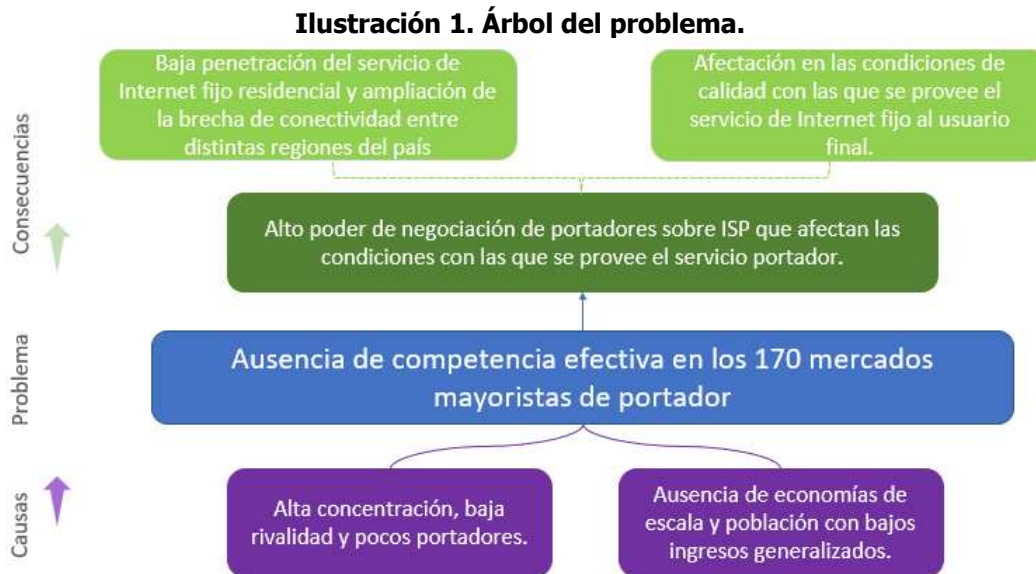 Ilustración 1. Árbol del problema.
Consecuencias
Baja penetración del servicio de
Internet fijo residencial y ampliación de
la brecha de conectividad entre
distintas regiones del país
Afectación en las condiciones de
calidad con las que se provee el
servicio de Internet fijo al usuario
final.
Alto poder de negociación de portadores sobre ISP que afectan las
condiciones con las que se provee el servicio portador.
Problema
Ausencia de competencia efectiva en los 170 mercados
mayoristas de portador
Causas
Alta concentración, baja
rivalidad y pocos portadores.
Ausencia de economías de
escala y población con bajos
ingresos generalizados.